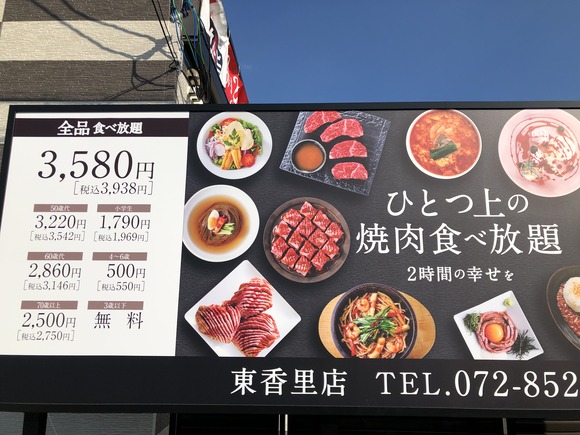 全品 食べ放題
3,580円
[税込3,938円]
50歳代
3,220円
[税込3,542円]
小学生
1,790円
[税込1,969円]
60歳代
2,860円
[税込3,146円]
4~6歳
500円
[税込550円]
70歳以上
2,500円
[税込2,750円]
3歳以下
無料
ひとつ上の
焼肉食べ放題
2時間の幸せを
東香里店 TEL.072-852